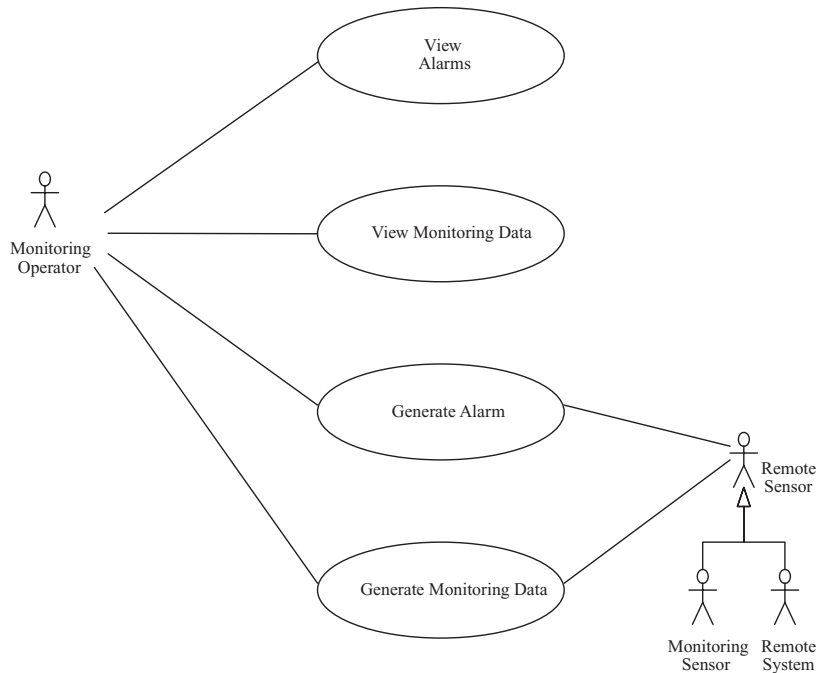 View
Alarms
Monitoring
Operator
View Monitoring Data
Generate Alarm
Remote
Sensor
Generate Monitoring Data
Monitoring
Sensor
Remote
System